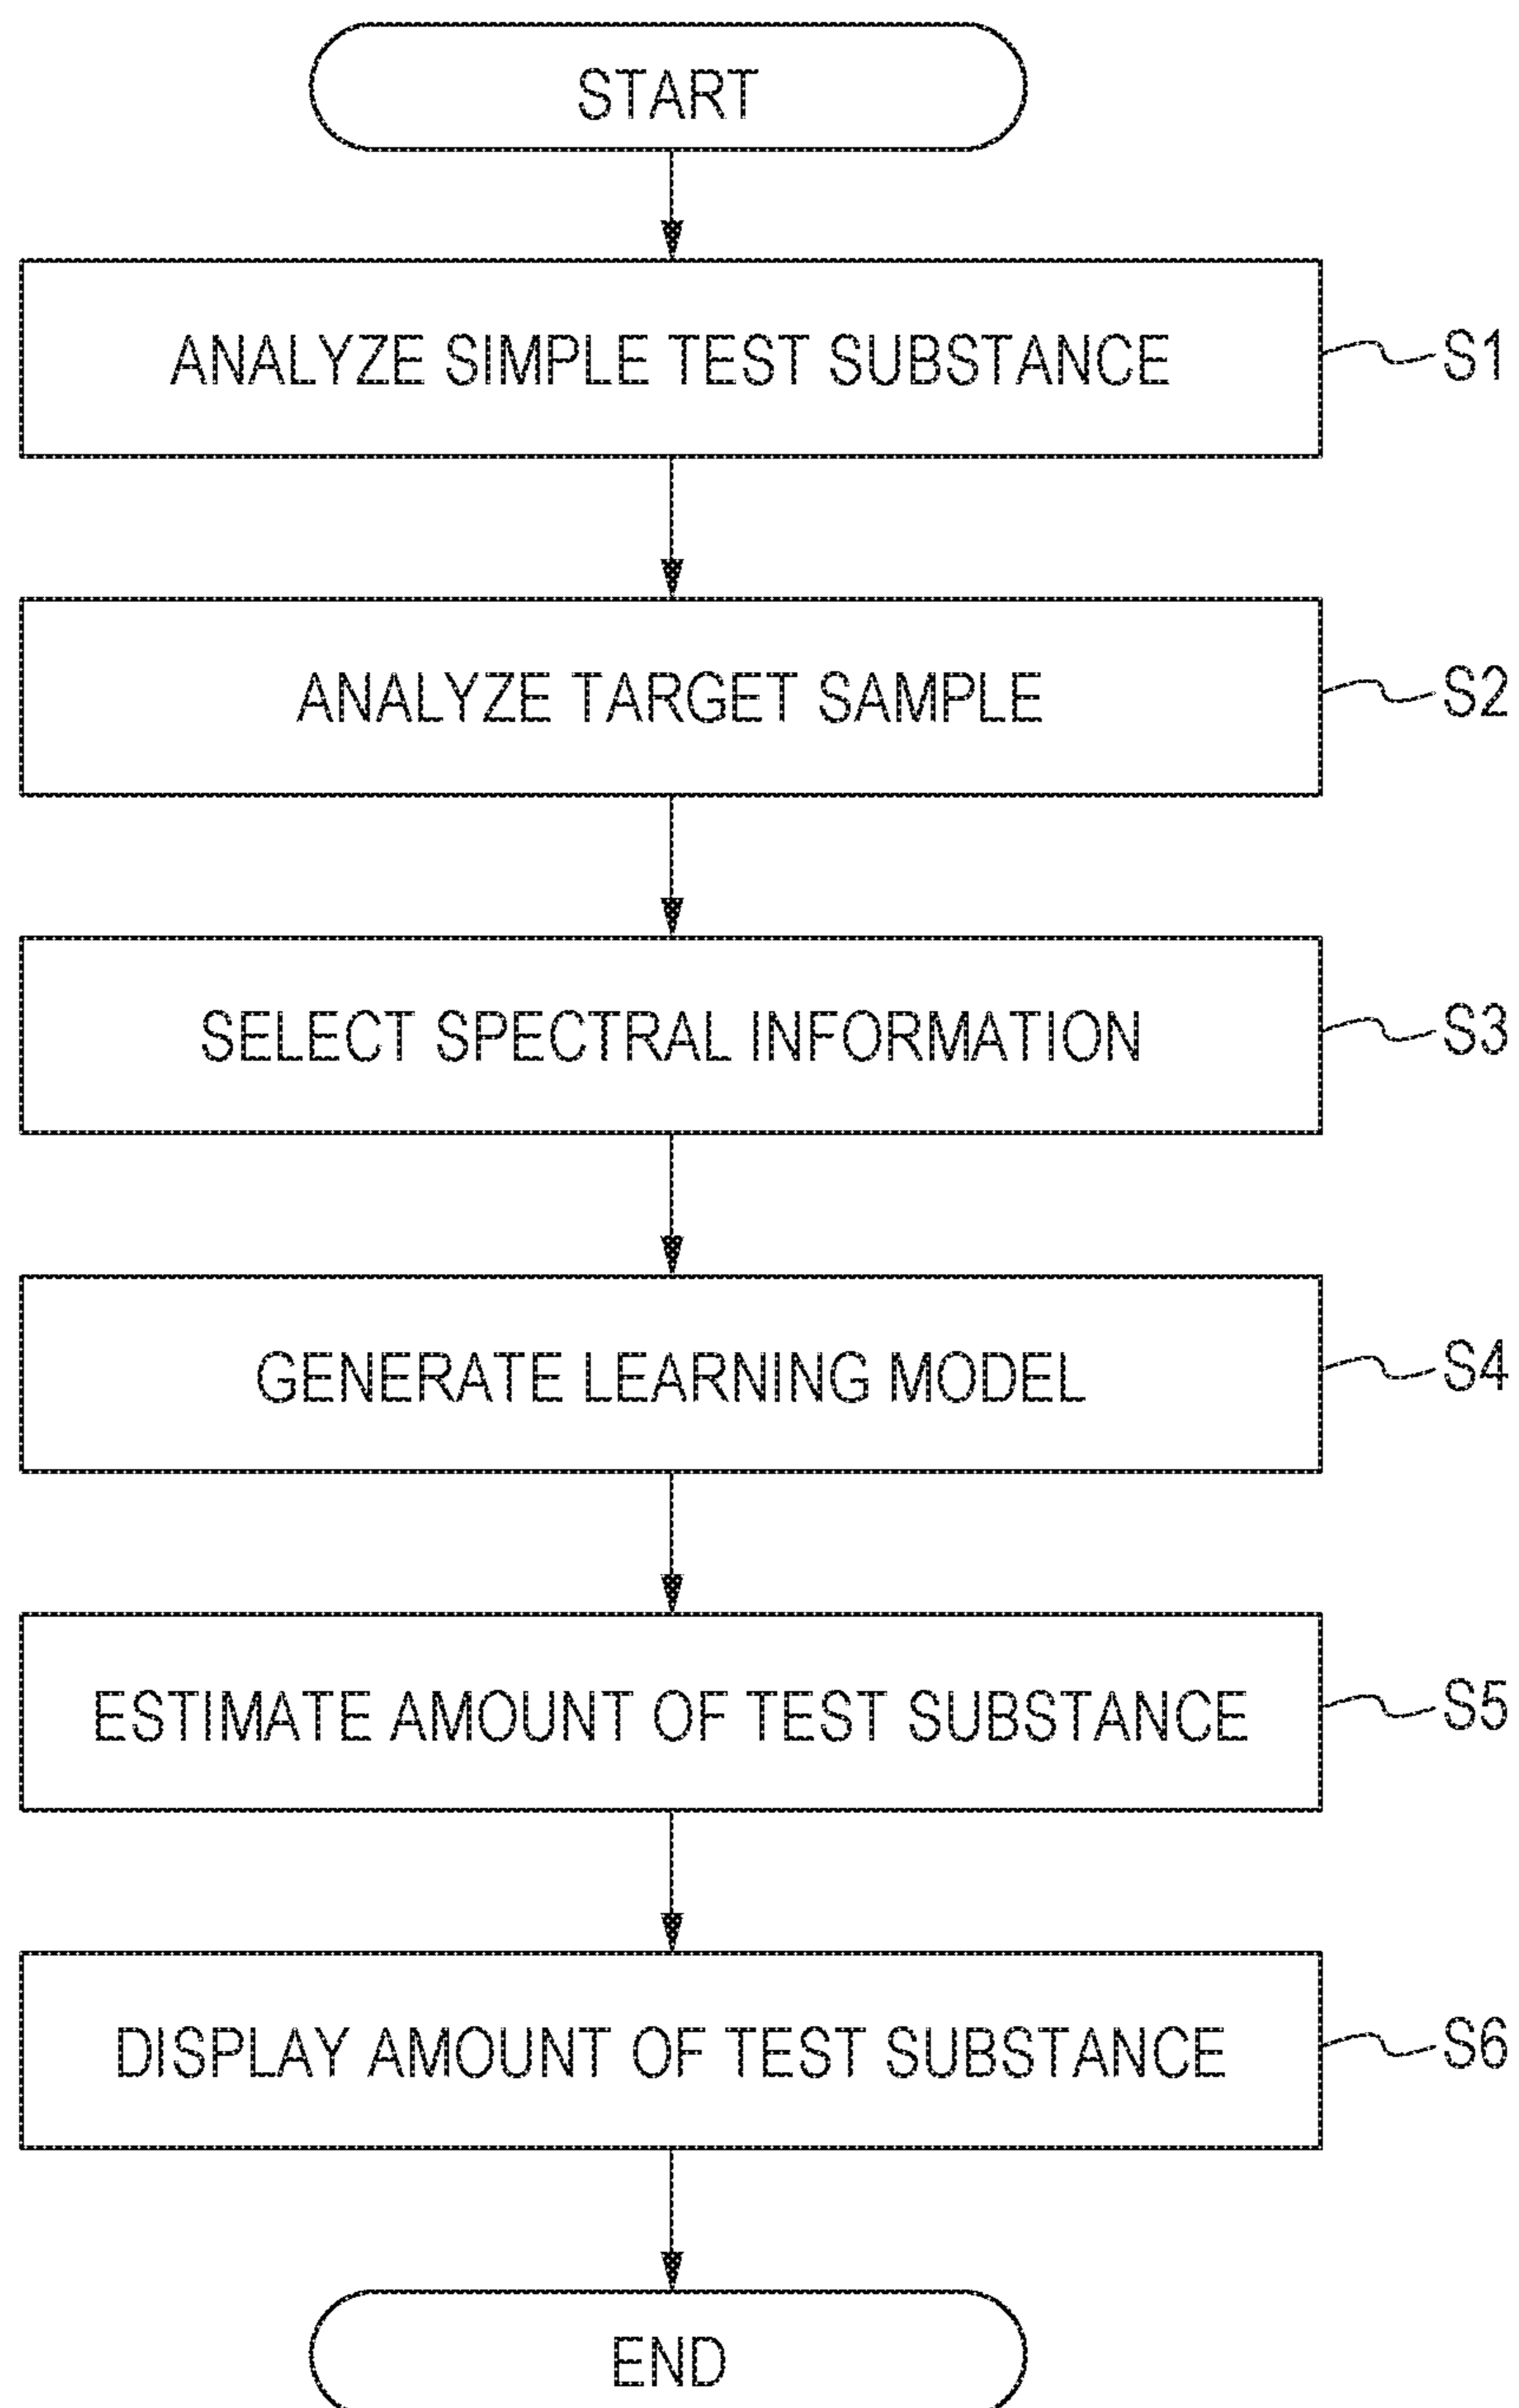 START
ANALYZE SIMPLE TEST SUBSTANCE
S1
ANALYZE TARGET SAMPLE
S2
SELECT SPECTRAL INFORMATION
S3
GENERATE LEARNING MODEL
S4
ESTIMATE AMOUNT OF TEST SUBSTANCE
S5
DISPLAY AMOUNT OF TEST SUBSTANCE
S6
END